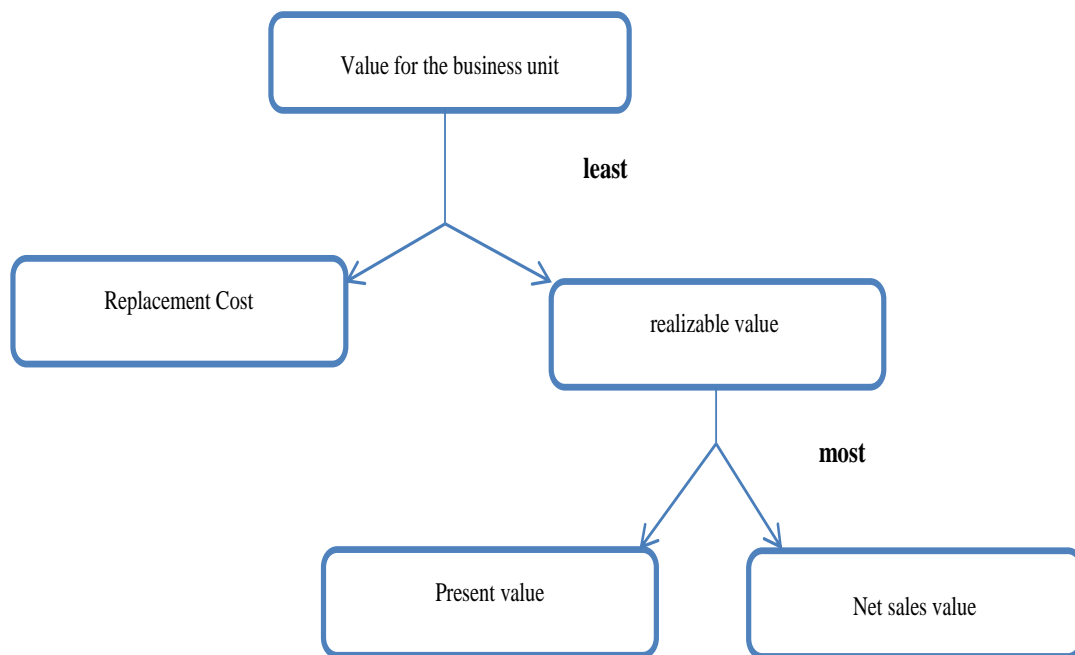 Value for the business unit
least
Replacement Cost
realizable value
most
Present value
Net sales value